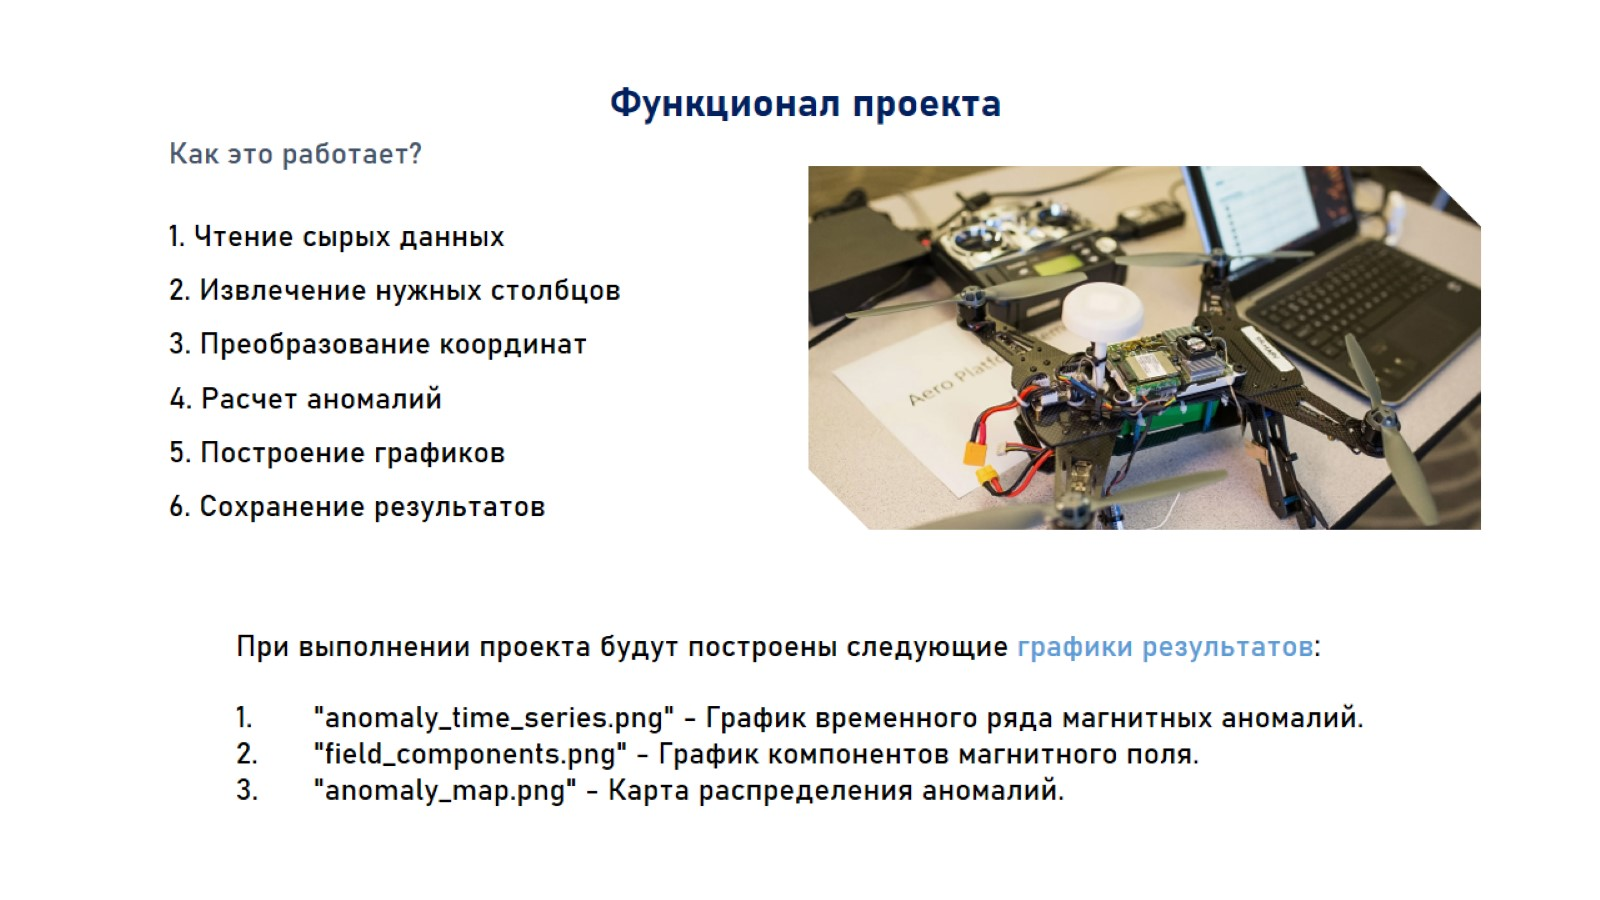 Функционал проекта
Как это работает?
1. Чтение сырых данных
2. Извлечение нужных столбцов
3. Преобразование координат
4. Расчет аномалий
5. Построение графиков
6. Сохранение результатов
Aero
При выполнении проекта будут построены следующие графики результатов:
1. "anomaly_time_series.png" - График временного ряда магнитных аномалий.
2. "field_components.png" - График компонентов магнитного поля.
3. "anomaly_map.png" - Карта распределения аномалий.